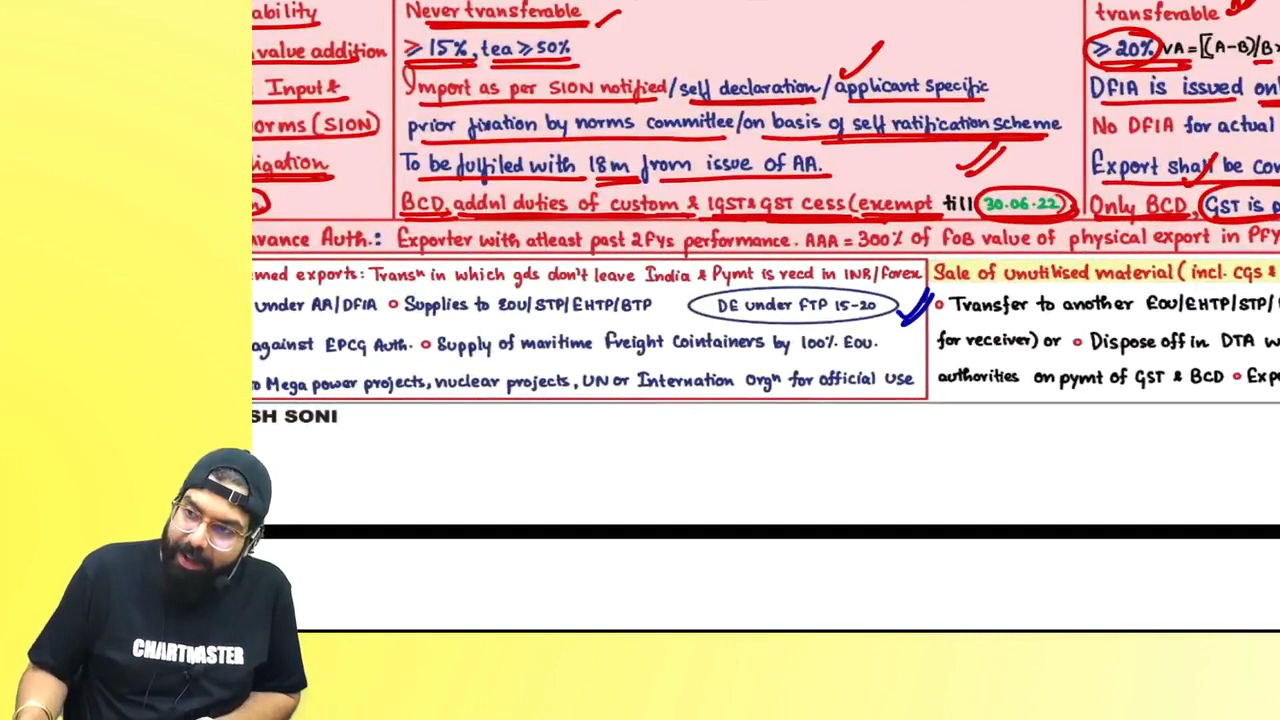 ability Never transferable transferable
value addition ≥ 15%, tea ≥ 50% ≥ 20% VA = [(A-B)/B×
Input & Import as per SION notified/self declaration/applicant specific DFIA is issued on
orms (SION) prior fixation by norms committee/on basis of self ratification scheme No DFIA for actual
igation To be fulfiled with 18m from issue of AA. Export shall be con
BCD, addnl duties of custom & IGST & GST cess (exempt till 30.06.22) Only BCD, GST is
avance Auth.: Exporter with atleast past 2fys performance. AAA = 300% of FOB value of physical export in PFY
med exports: Transⁿ in which gds don't leave India & Pymt is recd in INR/forex Sale of unutilised material ( incl. CGs &
under AA/DFIA o Supplies to EOU/STP/EHTP/BTP DE under FTP 15-20 o Transfer to another EOU/EHTP/STP/
against EPCG Auth. o Supply of maritime freight Cointainers by 100% EOU. for receiver) or o Dispose off in DTA w
o Mega power projects, nuclear projects, UN or Internation Orgⁿ for official use authorities on pymt of GST & BCD o Expo
SH SONI
CHARTMASTER